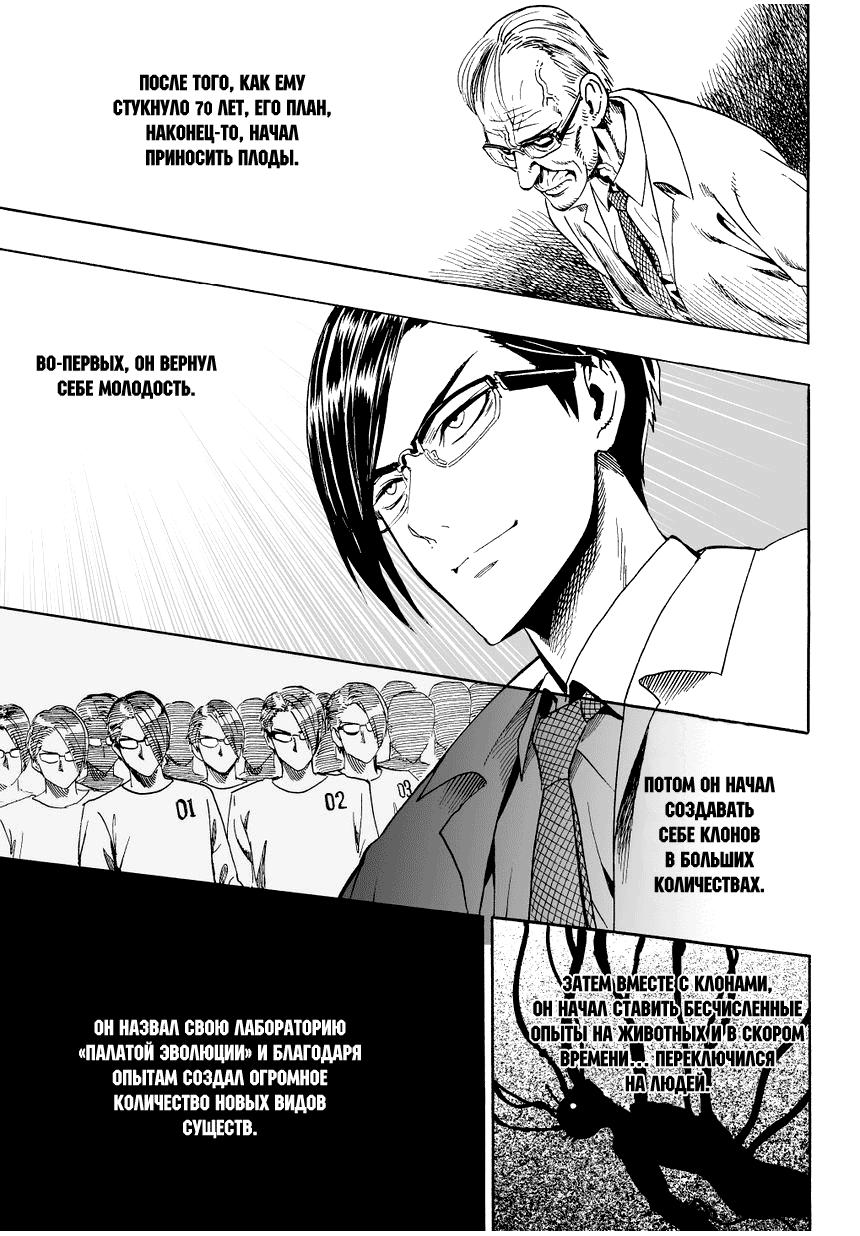 ПОСЛЕ ТОГО, КАК ЕМУ
СТУКНУЛО 70 ЛЕТ, ЕГО ПЛАН,
НАКОНЕЦ-ТО, НАЧАЛ
ПРИНОСИТЬ ПЛОДЫ.
ВО-ПЕРВЫХ, ОН ВЕРНУЛ
СЕБЕ МОЛОДОСТЬ.
01
02
03
ПОТОМ ОН НАЧАЛ
СОЗДАВАТЬ
СЕБЕ КЛОНОВ
В БОЛЬШИХ
КОЛИЧЕСТВАХ.
ЗАТЕМ ВМЕСТЕ С КЛОНАМИ,
ОН НАЧАЛ СТАВИТЬ БЕСЧИСЛЕННЫЕ
ОПЫТЫ НА ЖИВОТНЫХ И В СКОРОМ
ВРЕМЕНИ... ПЕРЕКЛЮЧИЛСЯ
НА ЛЮДЕЙ.
ОН НАЗВАЛ СВОЮ ЛАБОРАТОРИЮ
«ПАЛАТОЙ ЭВОЛЮЦИИ» И БЛАГОДАРЯ
ОПЫТАМ СОЗДАЛ ОГРОМНОЕ
КОЛИЧЕСТВО НОВЫХ ВИДОВ
СУЩЕСТВ.